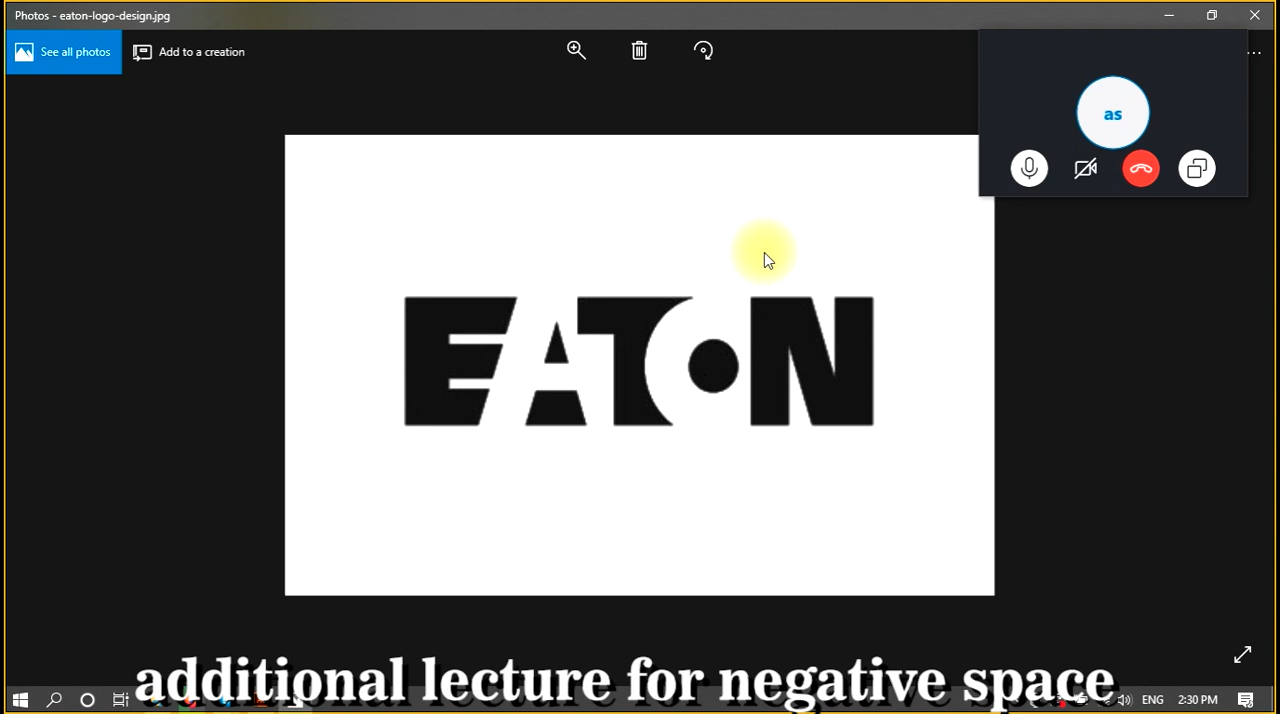 Photos - eaton-logo-design.jpg
See all photos
Add to a creation
as
EATON
additional lecture for negative space
ENG
2:30 PM